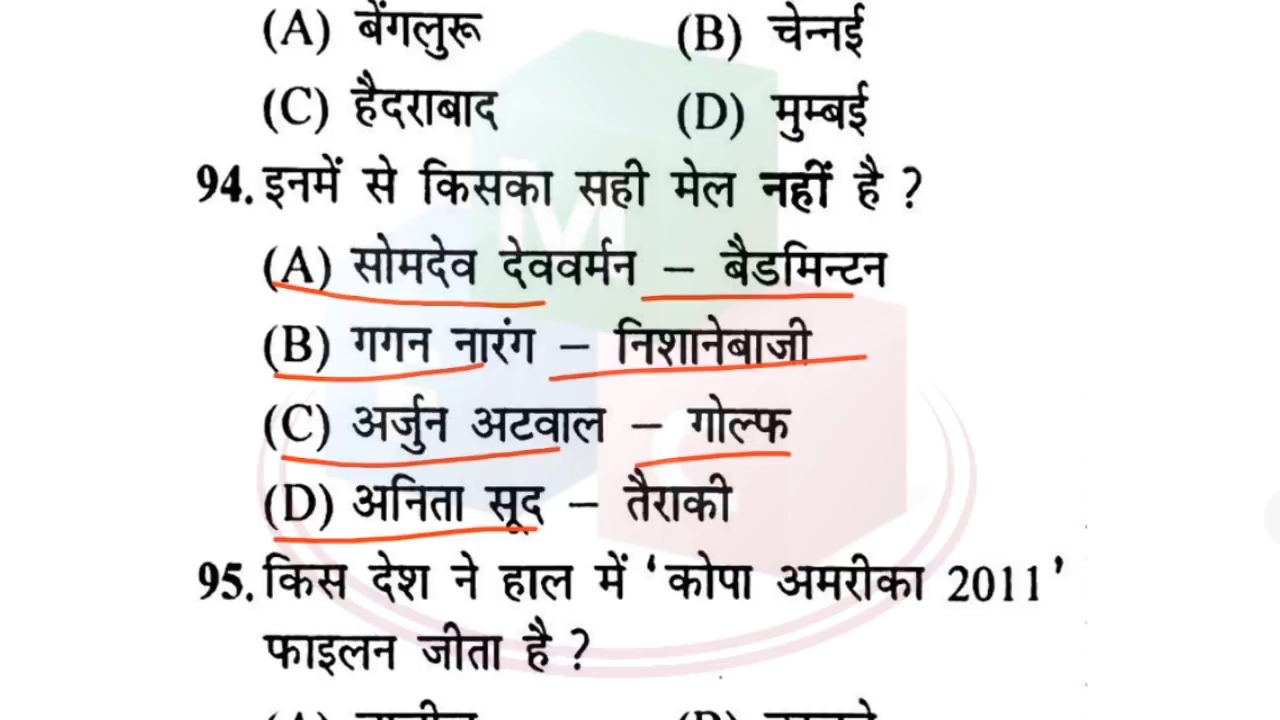 (A) बेंगलुरू (B) चेन्नई
(C) हैदराबाद (D) मुम्बई
94. इनमें से किसका सही मेल नहीं है ?
(A) सोमदेव देववर्मन – बैडमिन्टन
(B) गगन नारंग – निशानेबाजी
(C) अर्जुन अटवाल – गोल्फ
(D) अनिता सूद – तैराकी
95. किस देश ने हाल में ‘कोपा अमरीका 2011’
फाइलन जीता है ?